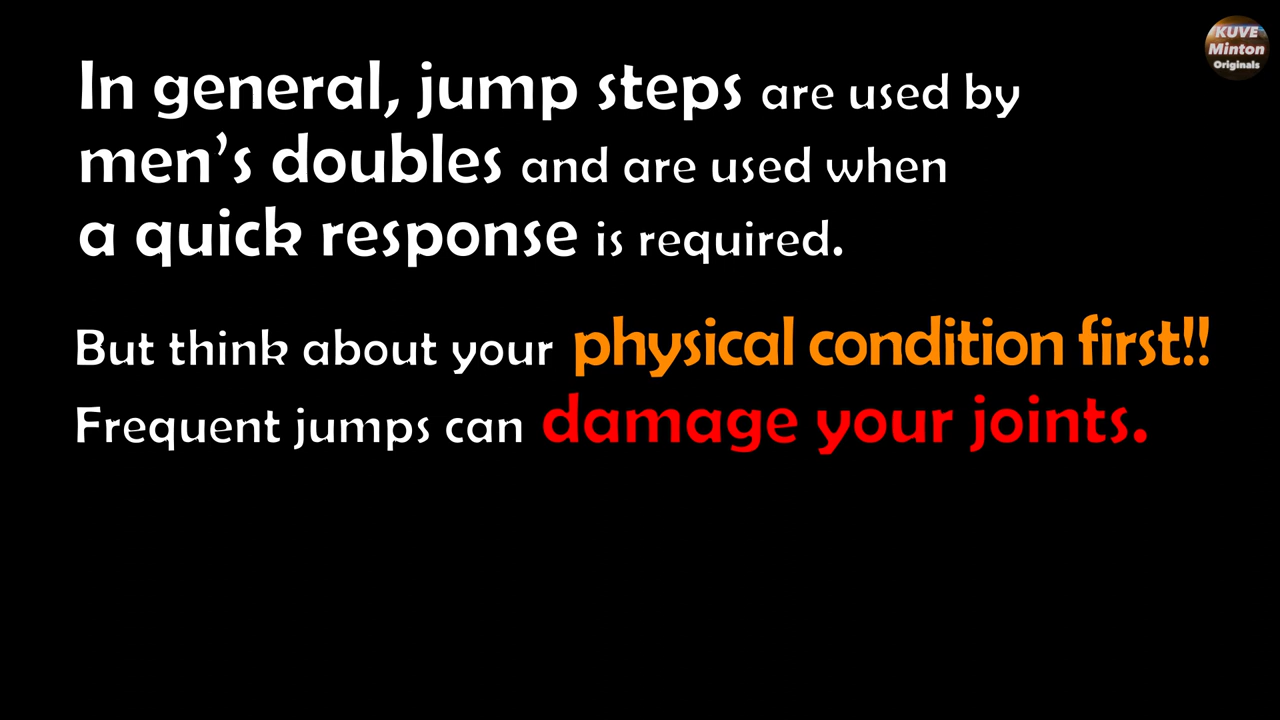 KUVE
Minton
Originals
In general, jump steps are used by
men’s doubles and are used when
a quick response is required.
But think about your physical condition first!!
Frequent jumps can damage your joints.